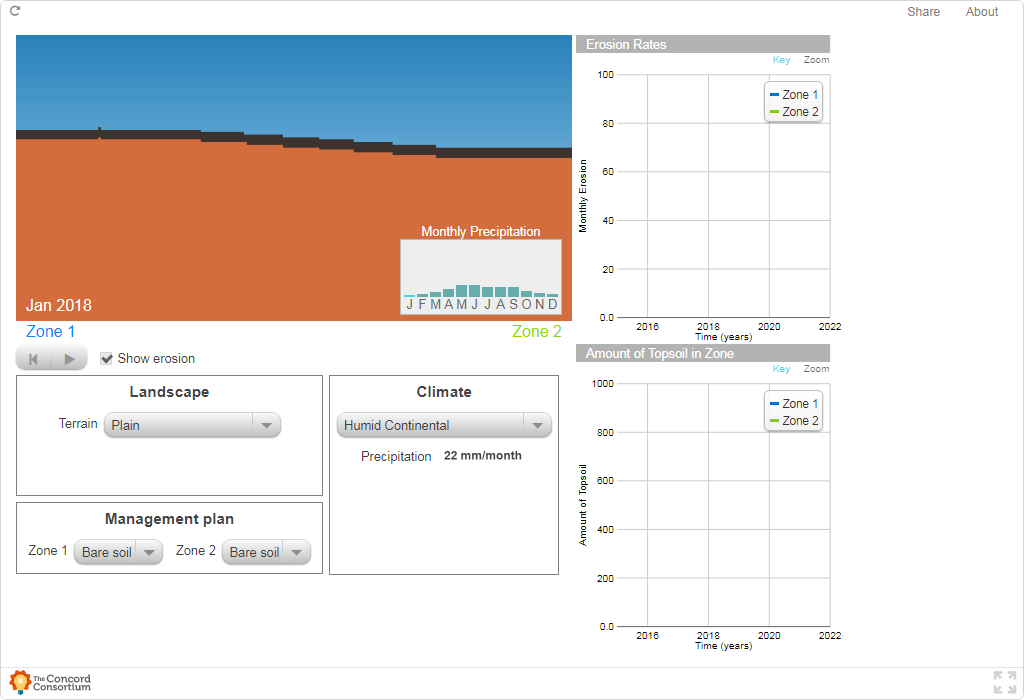 Share About
Erosion Rates
Key Zoom
100
Zone 1
Zone 2
80
60
40
20
0.0
Monthly Erosion
2016 2018 2020 2022
Time (years)
Monthly Precipitation
J F M A M J J A S O N D
Jan 2018
Zone 1 Zone 2
Show erosion
Landscape
Terrain Plain
Climate
Humid Continental
Precipitation 22 mm/month
Management plan
Zone 1 Bare soil Zone 2 Bare soil
Amount of Topsoil in Zone
Key Zoom
1000
Zone 1
Zone 2
800
600
400
200
0.0
Amount of Topsoil
2016 2018 2020 2022
Time (years)
The Concord
Consortium